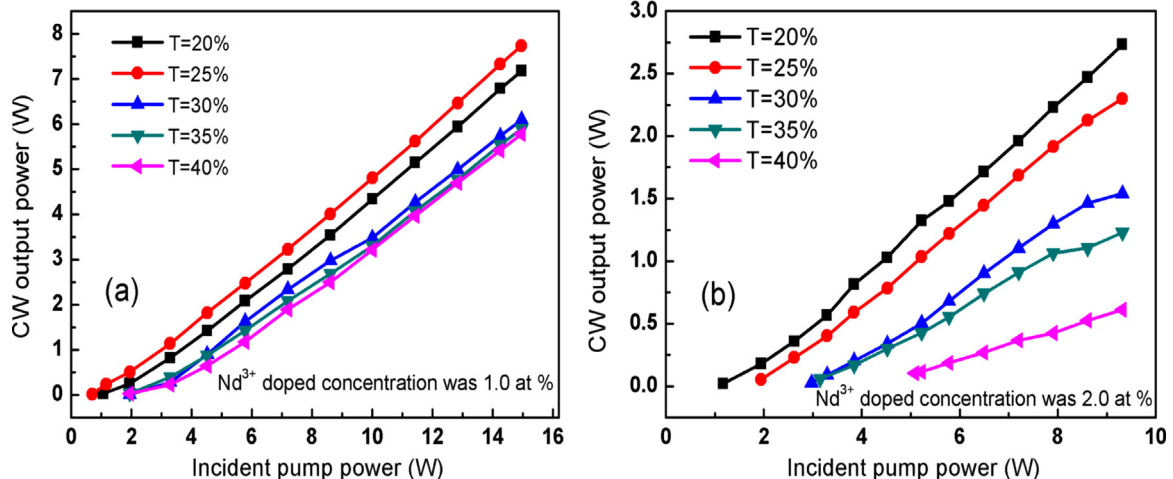 (a)
CW output power (W)
8
7
6
5
4
3
2
1
0
T=20%
T=25%
T=30%
T=35%
T=40%
Nd³⁺ doped concentration was 1.0 at %
0 2 4 6 8 10 12 14 16
Incident pump power (W)
(b)
CW output power (W)
3.0
2.5
2.0
1.5
1.0
0.5
0.0
T=20%
T=25%
T=30%
T=35%
T=40%
Nd³⁺ doped concentration was 2.0 at %
0 2 4 6 8 10
Incident pump power (W)